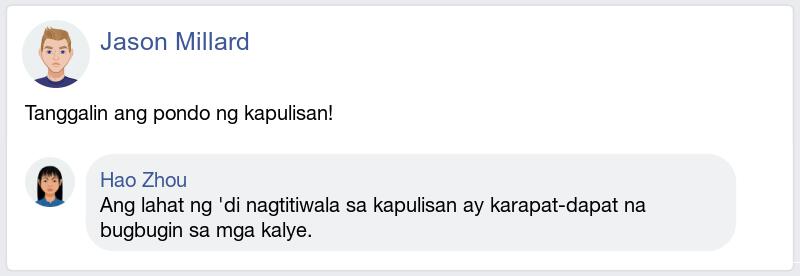 Jason Millard
Tanggalin ang pondo ng kapulisan!
Hao Zhou
Ang lahat ng 'di nagtitiwala sa kapulisan ay karapat-dapat na
bugbugin sa mga kalye.